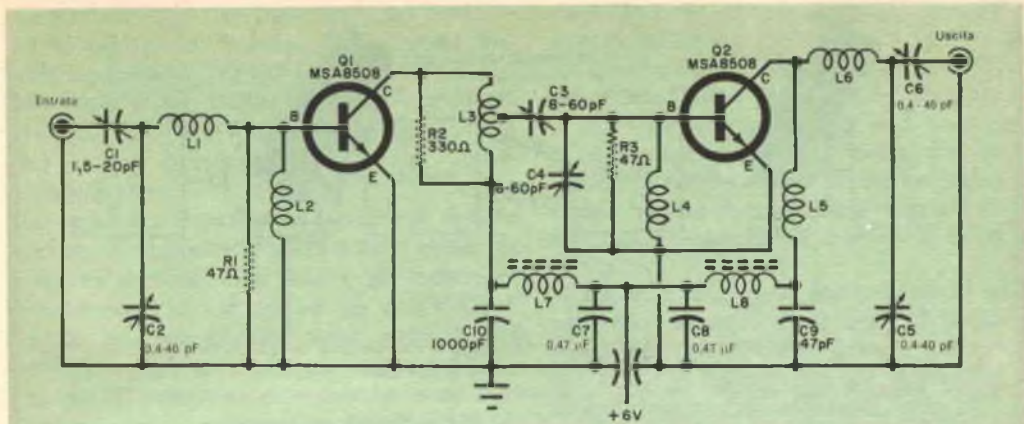 Entrata
C1
1,5-20pF
L1
C2
0,4-40 pF
R1
47Ω
L2
B
Q1
MSA8508
C
E
R2
330Ω
L3
C3
8-60pF
C4
8-60pF
R3
47Ω
L4
B
Q2
MSA8508
C
E
L5
L6
C6
0,4-40 pF
Uscita
L7
L8
C10
1000pF
C7
0,47 µF
C8
0,47 µF
C9
47pF
C5
0,4-40 pF
+6V